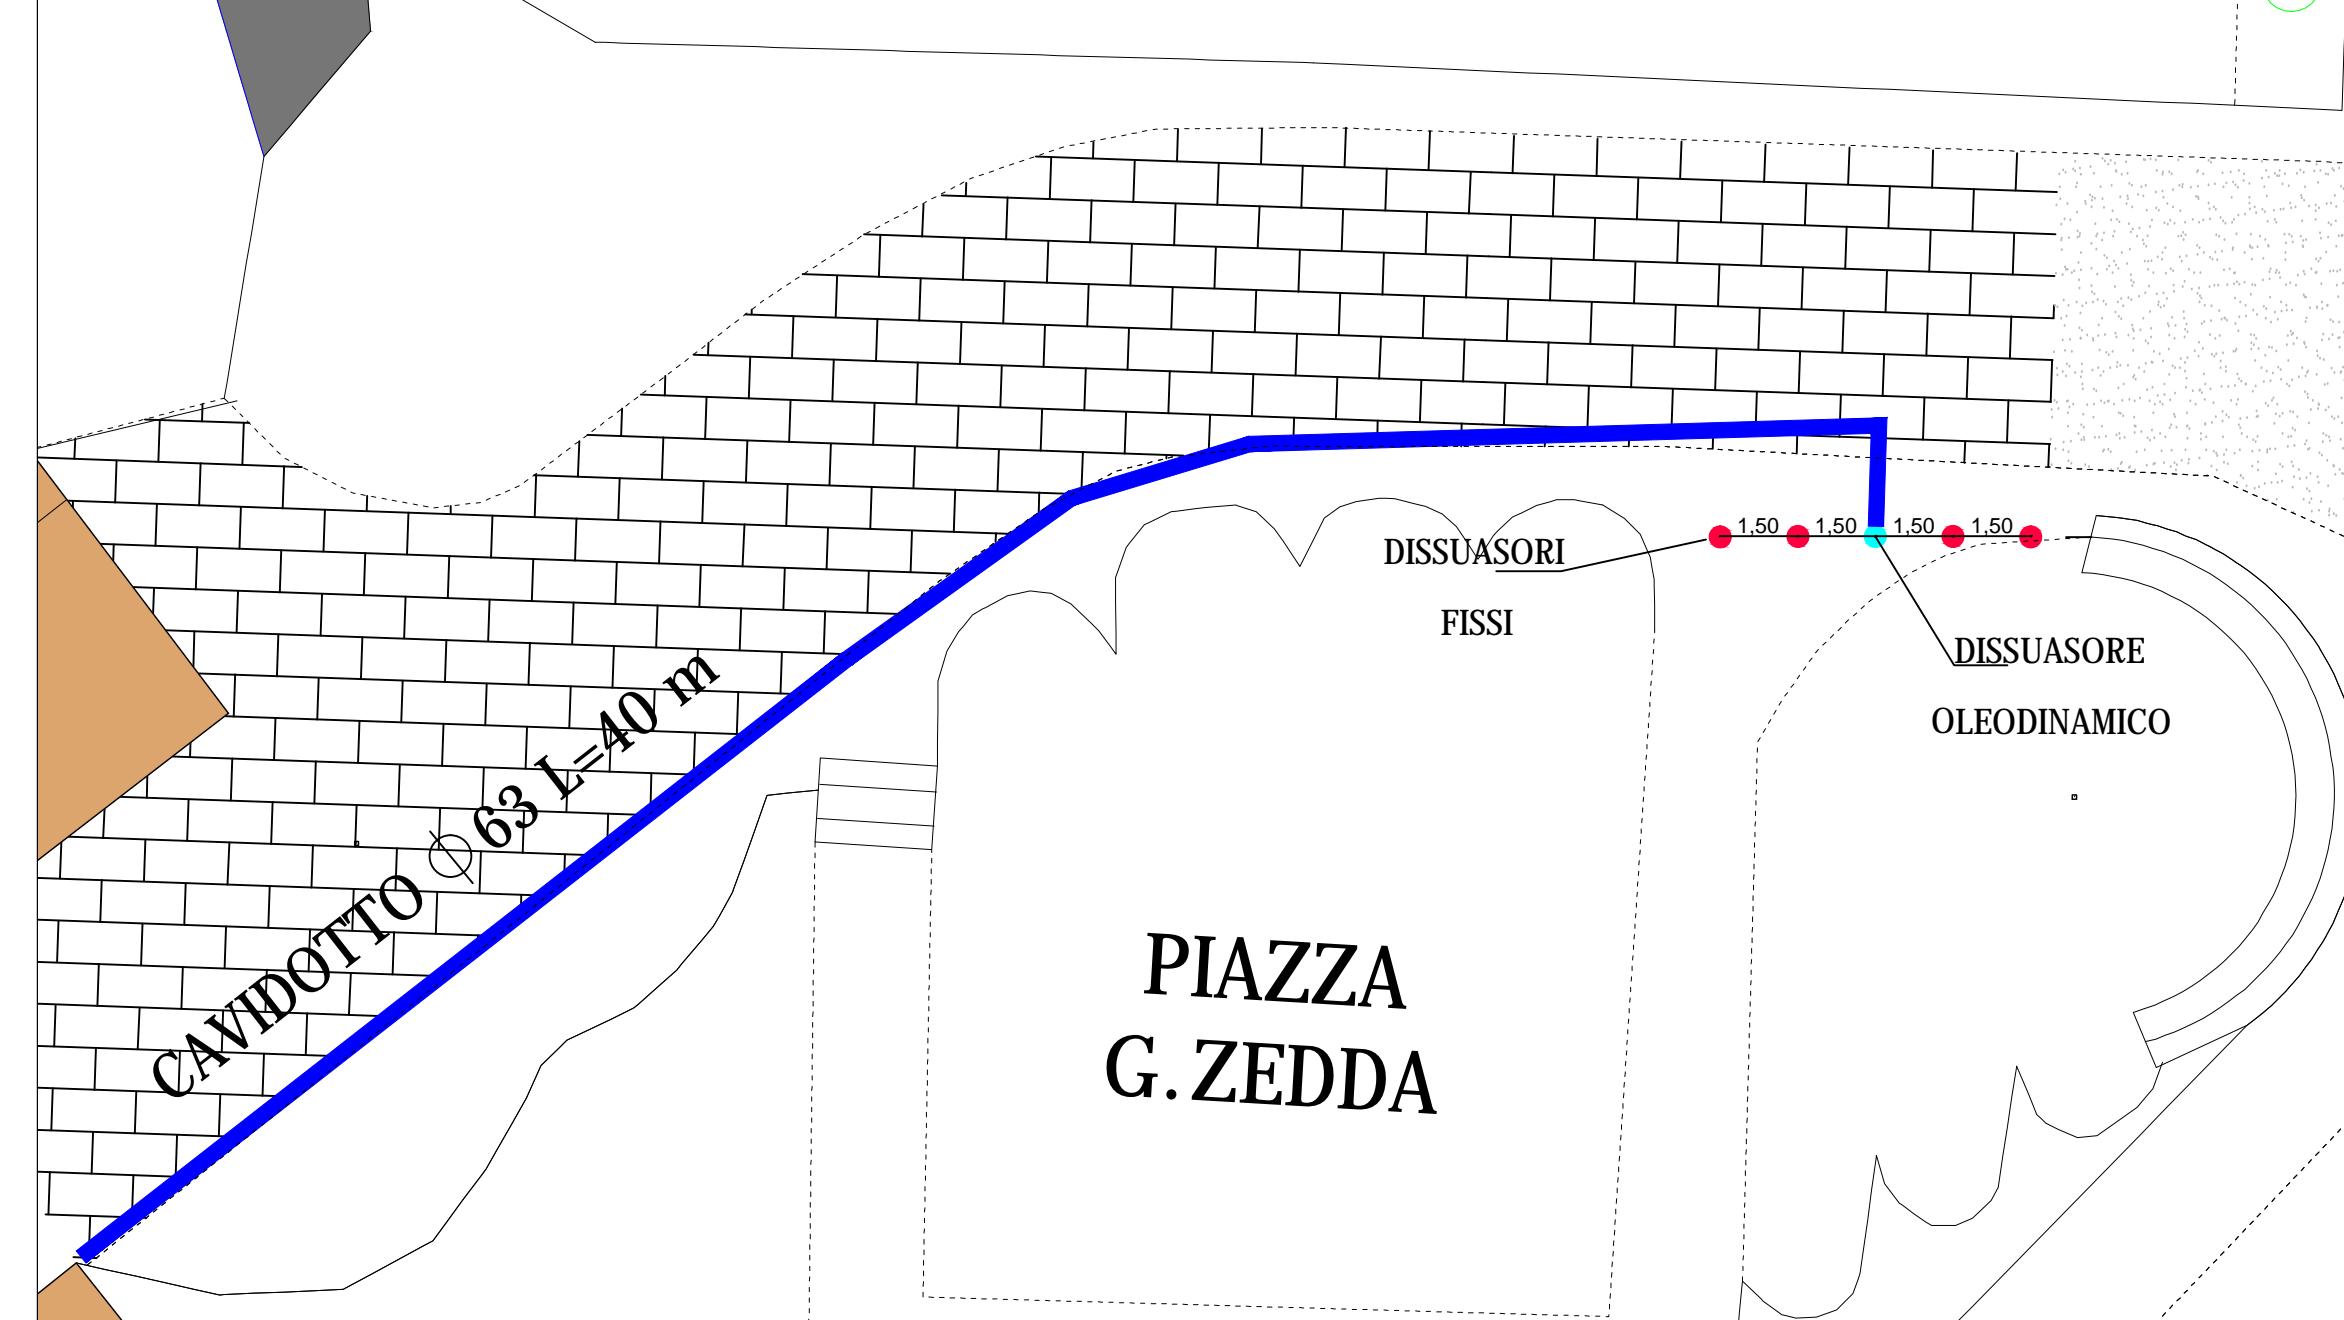 1,50 1,50 1,50 1,50
DISSUASORI
FISSI
DISSUASORE
OLEODINAMICO
CAVIDOTTO ∅ 63 L=40 m
PIAZZA
G. ZEDDA